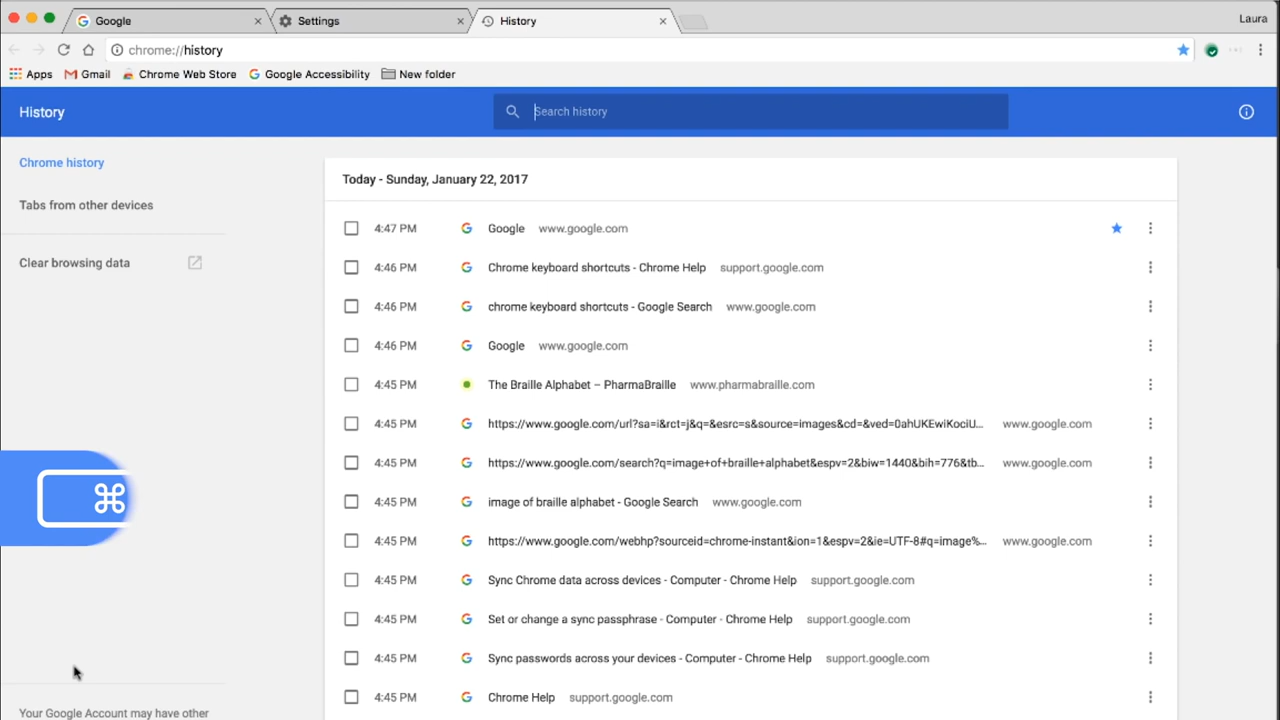 Google
Settings
History
Laura
chrome://history
Apps
Gmail
Chrome Web Store
Google Accessibility
New folder
History
Search history
Chrome history
Tabs from other devices
Clear browsing data
Your Google Account may have other
Today - Sunday, January 22, 2017
4:47 PM Google www.google.com
4:46 PM Chrome keyboard shortcuts - Chrome Help support.google.com
4:46 PM chrome keyboard shortcuts - Google Search www.google.com
4:46 PM Google www.google.com
4:45 PM The Braille Alphabet – PharmaBraille www.pharmabraille.com
4:45 PM https://www.google.com/url?sa=i&rct=j&q=&esrc=s&source=images&cd=&ved=0ahUKEwiKociU... www.google.com
4:45 PM https://www.google.com/search?q=image+of+braille+alphabet&espv=2&biw=1440&bih=776&tb... www.google.com
4:45 PM image of braille alphabet - Google Search www.google.com
4:45 PM https://www.google.com/webhp?sourceid=chrome-instant&ion=1&espv=2&ie=UTF-8#q=image%... www.google.com
4:45 PM Sync Chrome data across devices - Computer - Chrome Help support.google.com
4:45 PM Set or change a sync passphrase - Computer - Chrome Help support.google.com
4:45 PM Sync passwords across your devices - Computer - Chrome Help support.google.com
4:45 PM Chrome Help support.google.com